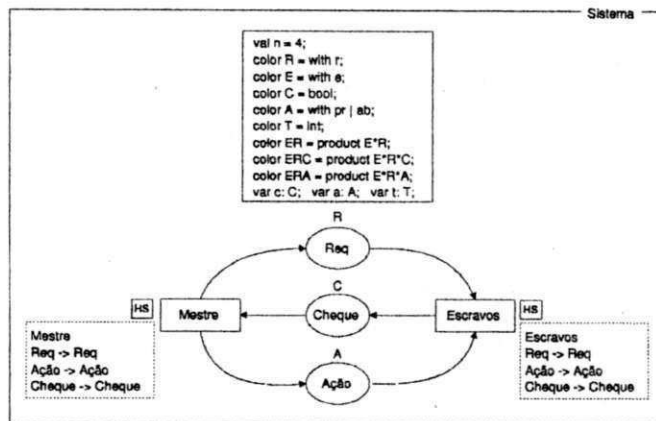 Sistema
val n = 4;
color R = with r;
color E = with e;
color C = bool;
color A = with pr | ab;
color T = int;
color ER = product E*R;
color ERC = product E*R*C;
color ERA = product E*R*A;
var c: C; var a: A; var t: T;
R
Req
C
HS
Mestre
Cheque
Escravos
HS
Mestre
Req -> Req
Ação -> Ação
Cheque -> Cheque
A
Ação
Escravos
Req -> Req
Ação -> Ação
Cheque -> Cheque